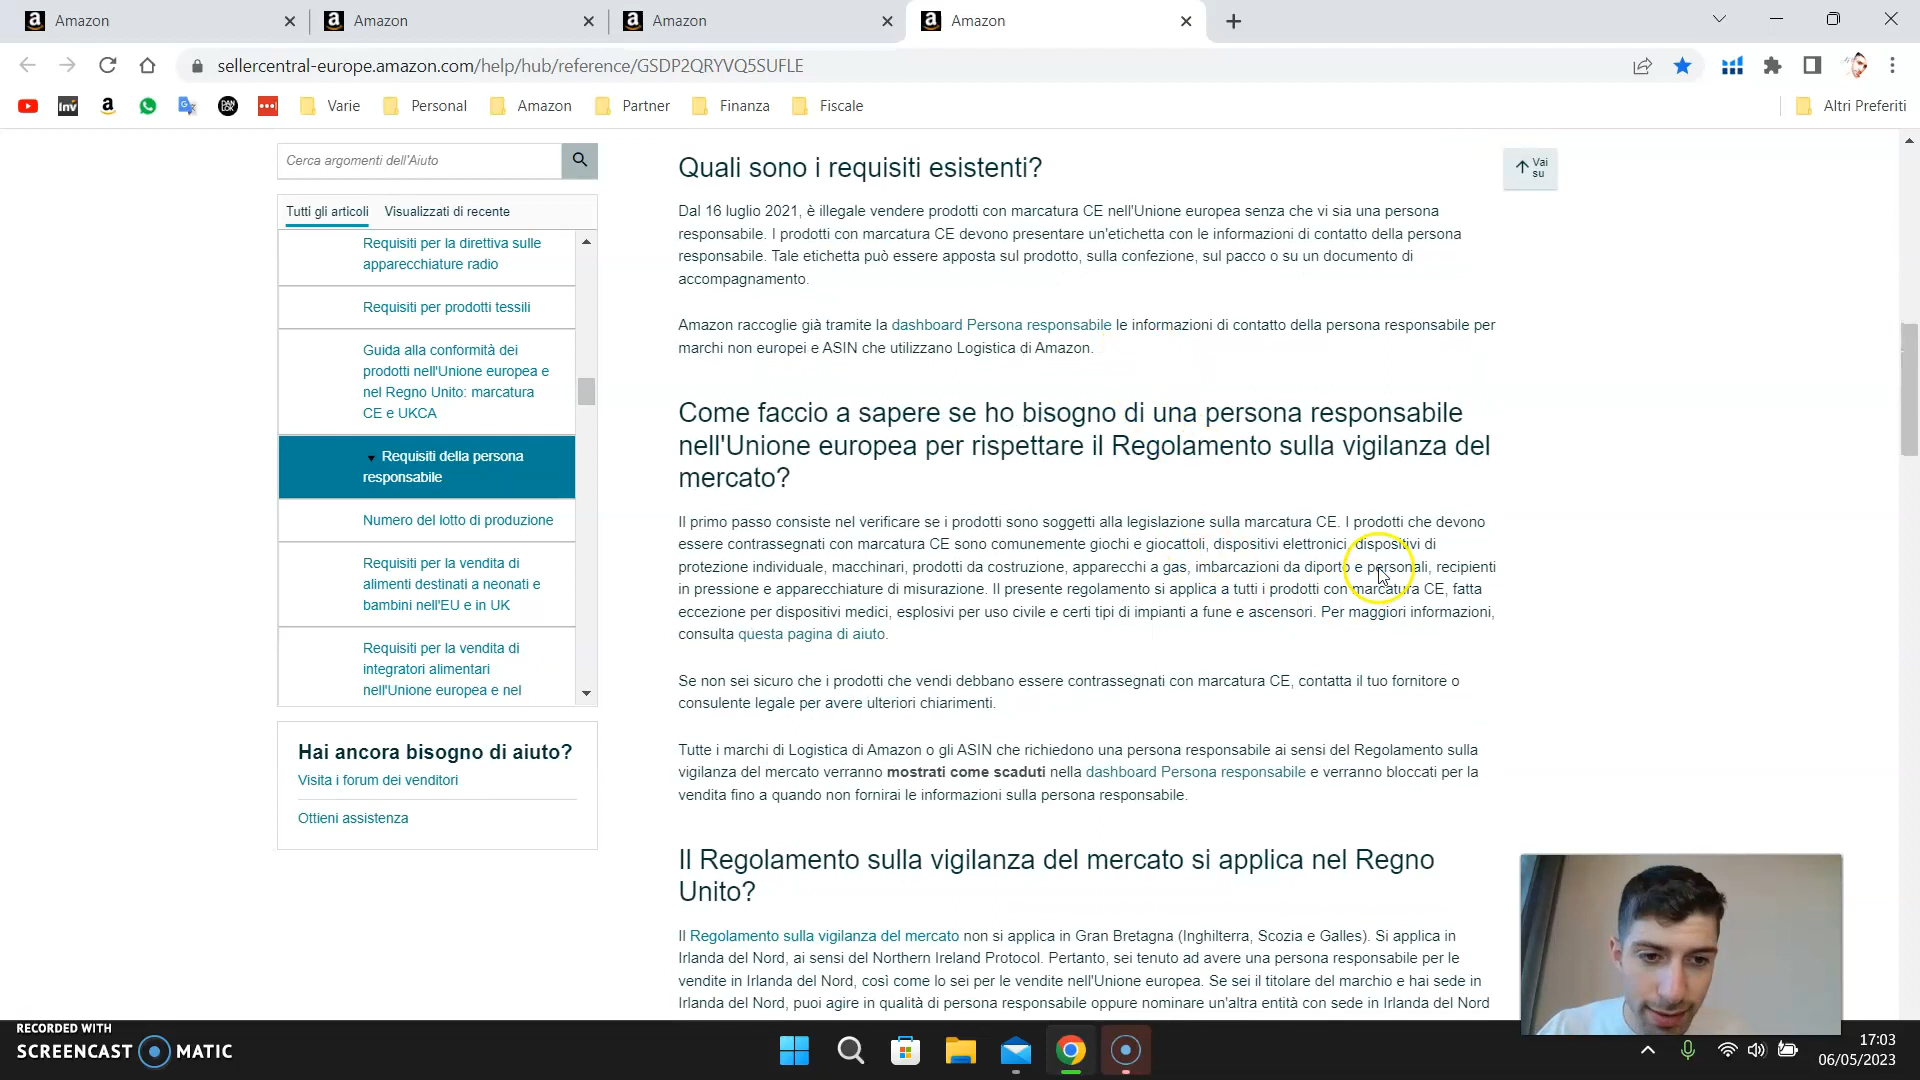 Amazon
Amazon
Amazon
Amazon
sellercentral-europe.amazon.com/help/hub/reference/GSDP2QRYVQ5SUFLE
Inv
DAN LOK
Varie
Personal
Amazon
Partner
Finanza
Fiscale
Altri Preferiti
Cerca argomenti dell'Aiuto
Tutti gli articoli
Visualizzati di recente
Requisiti per la direttiva sulle
apparecchiature radio
Requisiti per prodotti tessili
Guida alla conformità dei
prodotti nell'Unione europea e
nel Regno Unito: marcatura
CE e UKCA
Requisiti della persona
responsabile
Numero del lotto di produzione
Requisiti per la vendita di
alimenti destinati a neonati e
bambini nell'EU e in UK
Requisiti per la vendita di
integratori alimentari
nell'Unione europea e nel
Hai ancora bisogno di aiuto?
Visita i forum dei venditori
Ottieni assistenza
Quali sono i requisiti esistenti?
Vai
su
Dal 16 luglio 2021, è illegale vendere prodotti con marcatura CE nell'Unione europea senza che vi sia una persona
responsabile. I prodotti con marcatura CE devono presentare un'etichetta con le informazioni di contatto della persona
responsabile. Tale etichetta può essere apposta sul prodotto, sulla confezione, sul pacco o su un documento di
accompagnamento.
Amazon raccoglie già tramite la dashboard Persona responsabile le informazioni di contatto della persona responsabile per
marchi non europei e ASIN che utilizzano Logistica di Amazon.
Come faccio a sapere se ho bisogno di una persona responsabile
nell'Unione europea per rispettare il Regolamento sulla vigilanza del
mercato?
Il primo passo consiste nel verificare se i prodotti sono soggetti alla legislazione sulla marcatura CE. I prodotti che devono
essere contrassegnati con marcatura CE sono comunemente giochi e giocattoli, dispositivi elettronici, dispositivi di
protezione individuale, macchinari, prodotti da costruzione, apparecchi a gas, imbarcazioni da diporto e personali, recipienti
in pressione e apparecchiature di misurazione. Il presente regolamento si applica a tutti i prodotti con marcatura CE, fatta
eccezione per dispositivi medici, esplosivi per uso civile e certi tipi di impianti a fune e ascensori. Per maggiori informazioni,
consulta questa pagina di aiuto.
Se non sei sicuro che i prodotti che vendi debbano essere contrassegnati con marcatura CE, contatta il tuo fornitore o
consulente legale per avere ulteriori chiarimenti.
Tutte i marchi di Logistica di Amazon o gli ASIN che richiedono una persona responsabile ai sensi del Regolamento sulla
vigilanza del mercato verranno mostrati come scaduti nella dashboard Persona responsabile e verranno bloccati per la
vendita fino a quando non fornirai le informazioni sulla persona responsabile.
Il Regolamento sulla vigilanza del mercato si applica nel Regno
Unito?
Il Regolamento sulla vigilanza del mercato non si applica in Gran Bretagna (Inghilterra, Scozia e Galles). Si applica in
Irlanda del Nord, ai sensi del Northern Ireland Protocol. Pertanto, sei tenuto ad avere una persona responsabile per le
vendite in Irlanda del Nord, così come lo sei per le vendite nell'Unione europea. Se sei il titolare del marchio e hai sede in
Irlanda del Nord, puoi agire in qualità di persona responsabile oppure nominare un'altra entità con sede in Irlanda del Nord
RECORDED WITH
SCREENCAST MATIC
17:03
06/05/2023